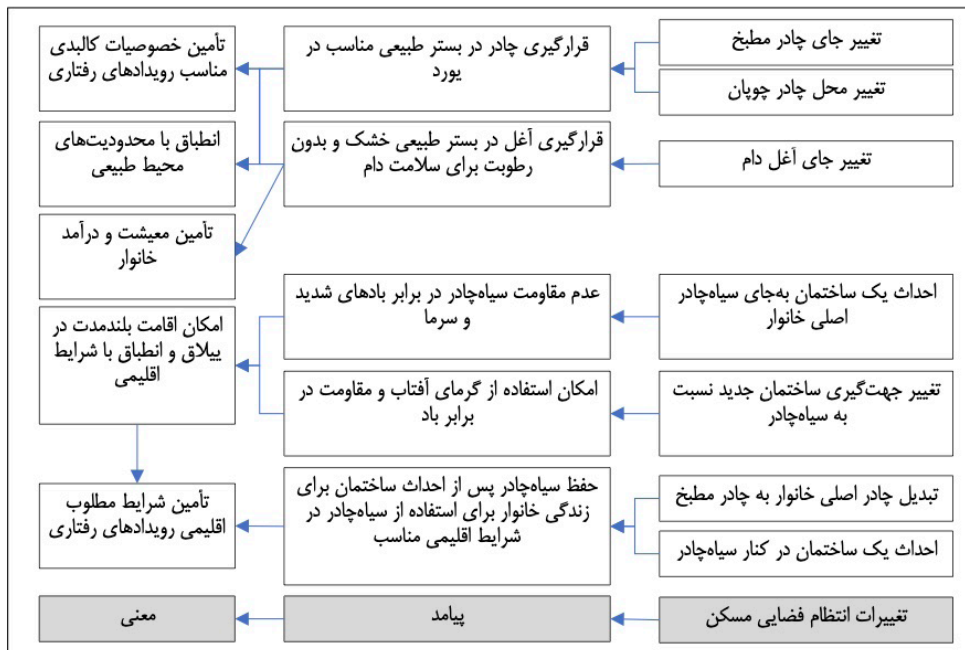 تغییر جای چادر مطبخ
تغییر محل چادر چوپان
قرارگیری چادر در بستر طبیعی مناسب در
یورد
تأمین خصوصیات کالبدی
مناسب رویدادهای رفتاری
تغییر جای آغل دام
قرارگیری آغل در بستر طبیعی خشک و بدون
رطوبت برای سلامت دام
انطباق با محدودیت‌های
محیط طبیعی
تأمین معیشت و درآمد
خانوار
احداث یک ساختمان به‌جای سیاه‌چادر
اصلی خانوار
عدم مقاومت سیاه‌چادر در برابر بادهای شدید
و سرما
امکان اقامت بلندمدت در
ییلاق و انطباق با شرایط
اقلیمی
تغییر جهت‌گیری ساختمان جدید نسبت
به سیاه‌چادر
امکان استفاده از گرمای آفتاب و مقاومت در
برابر باد
تبدیل چادر اصلی خانوار به چادر مطبخ
احداث یک ساختمان در کنار سیاه‌چادر
حفظ سیاه‌چادر پس از احداث ساختمان برای
زندگی خانوار برای استفاده از سیاه‌چادر در
شرایط اقلیمی مناسب
تأمین شرایط مطلوب
اقلیمی رویدادهای رفتاری
تغییرات انتظام فضایی مسکن
پیامد
معنی